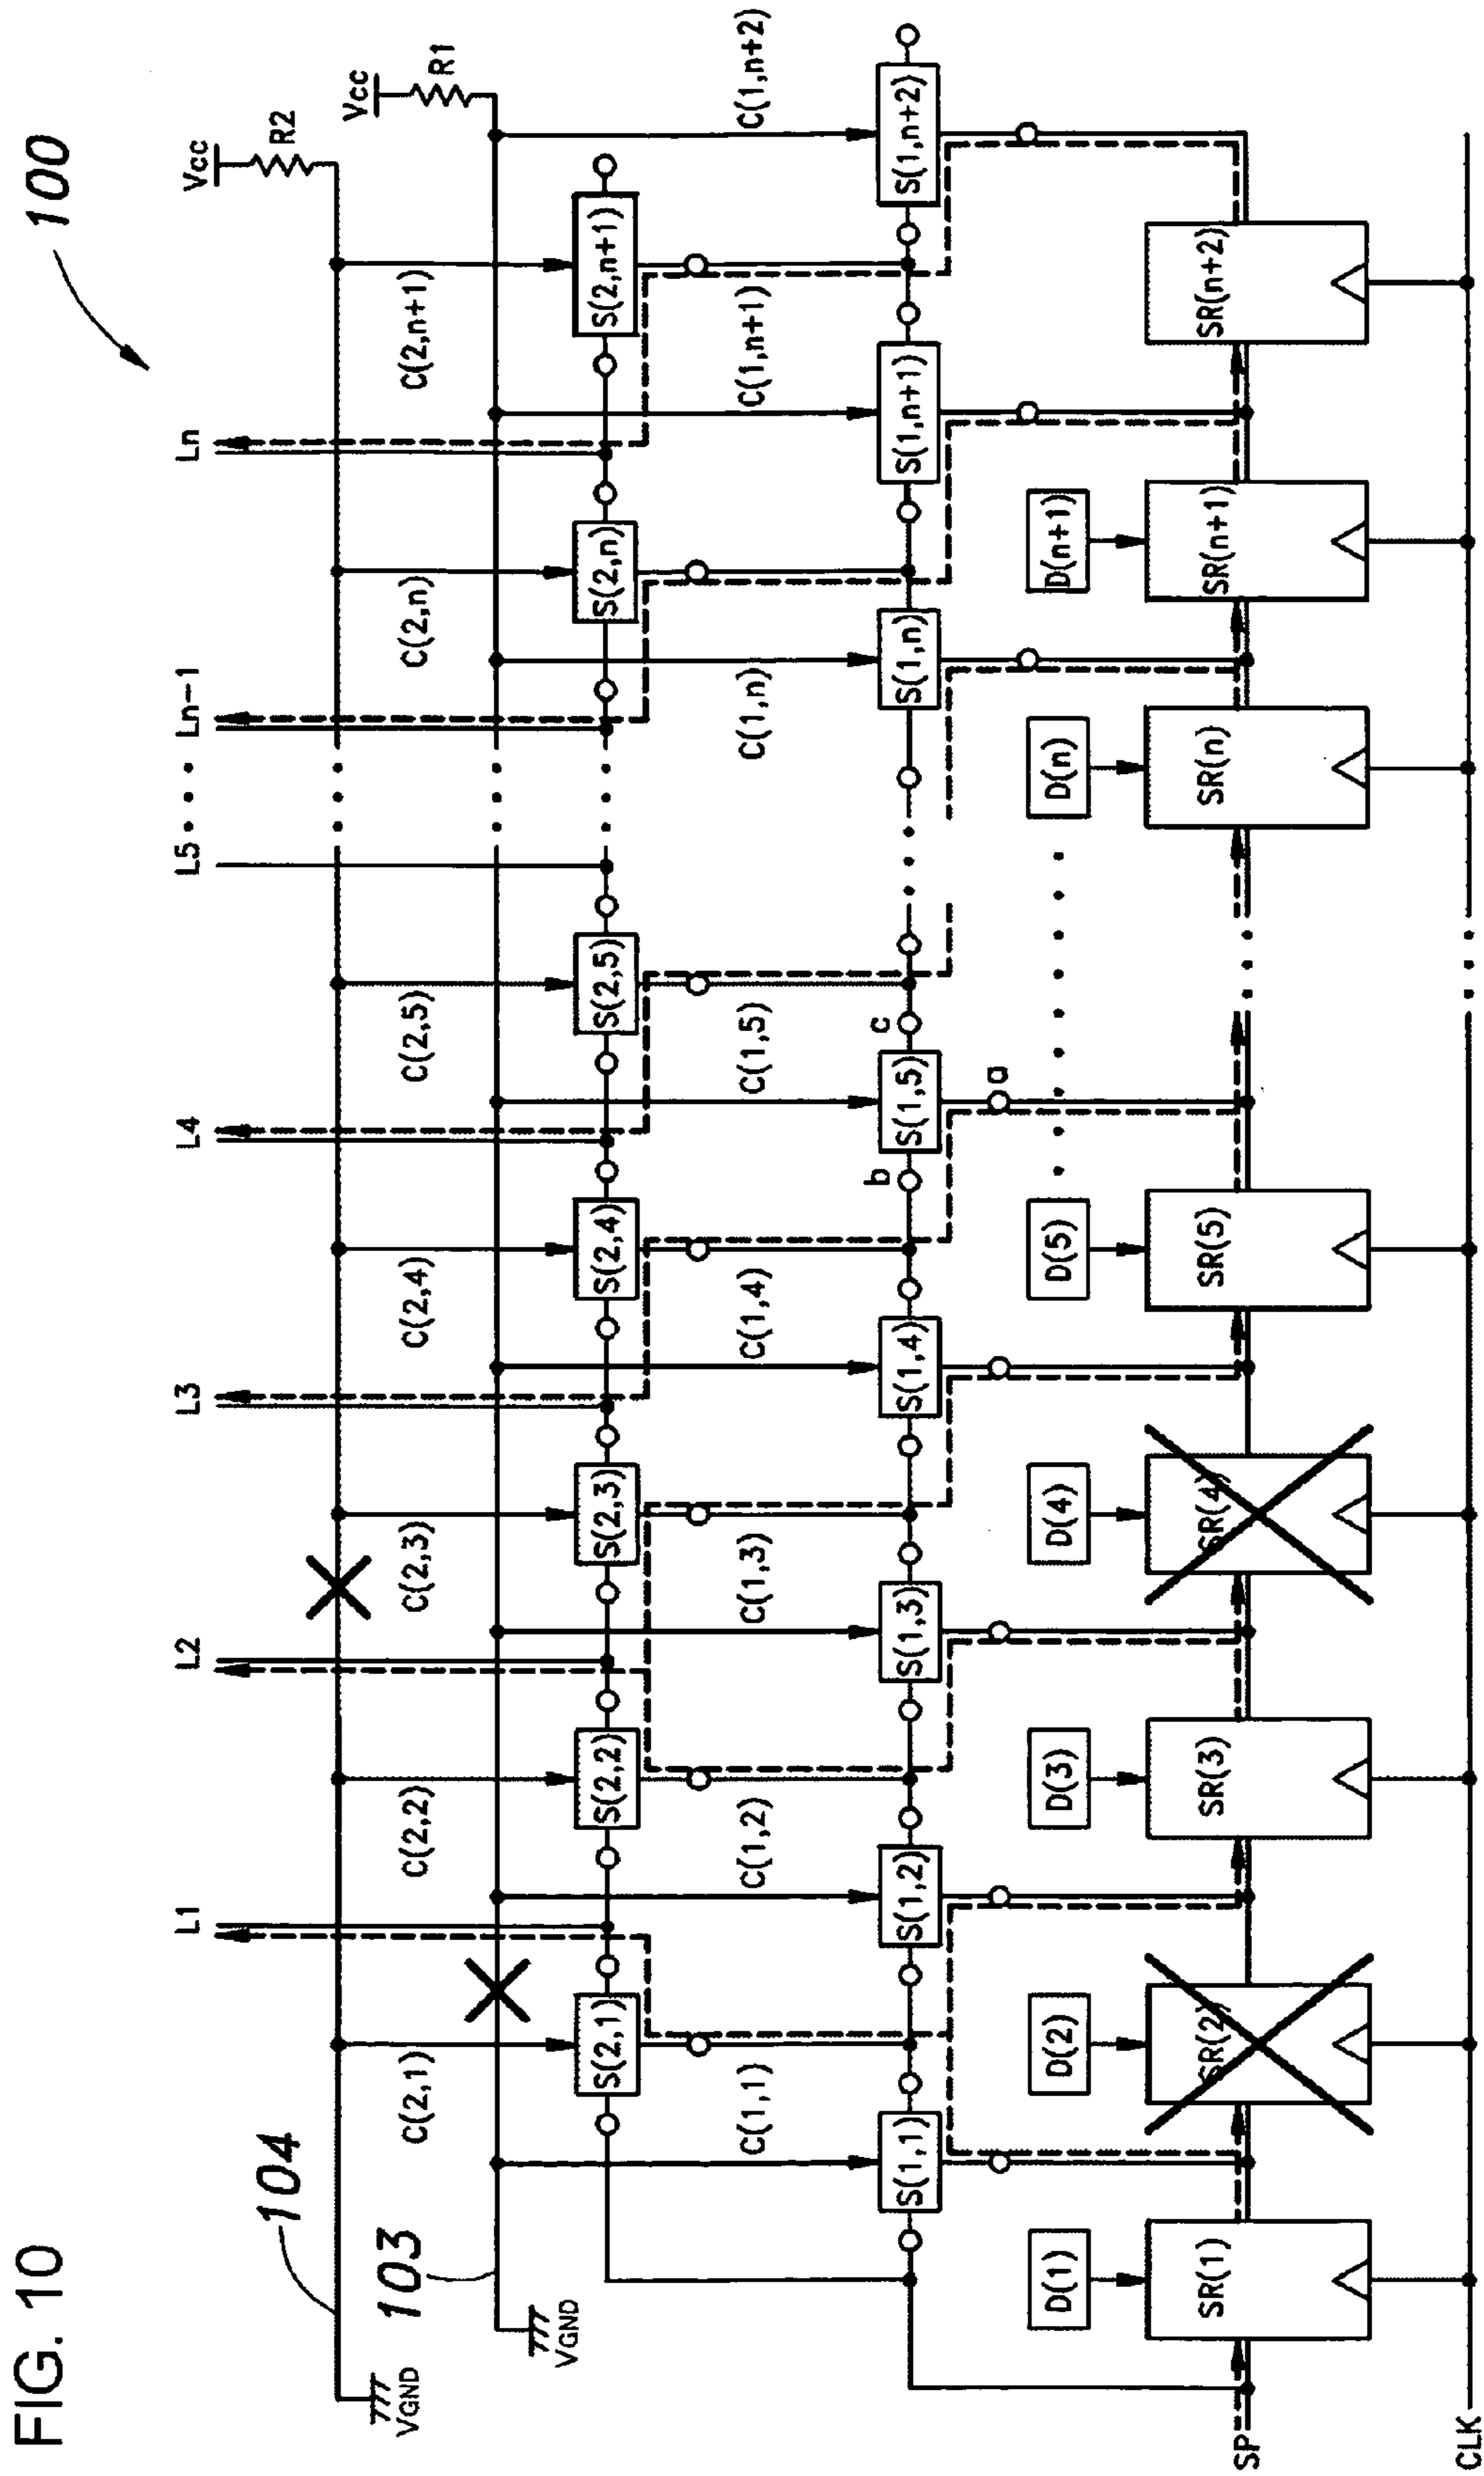 FIG. 10
100
104
103
L1 L2 L3 L4 L5 Ln-1 Ln
Vcc
R2
Vcc
R1
VGND
VGND
C(2,1) C(2,2) C(2,3) C(2,4) C(2,5) C(2,n) C(2,n+1)
S(2,1) S(2,2) S(2,3) S(2,4) S(2,5) S(2,n) S(2,n+1)
C(1,1) C(1,2) C(1,3) C(1,4) C(1,5) C(1,n) C(1,n+1) C(1,n+2)
b c
S(1,1) S(1,2) S(1,3) S(1,4) S(1,5) S(1,n) S(1,n+1) S(1,n+2)
a
D(1) D(2) D(3) D(4) D(5) D(n) D(n+1)
SR(1) SR(2) SR(3) SR(4) SR(5) SR(n) SR(n+1) SR(n+2)
SP
CLK